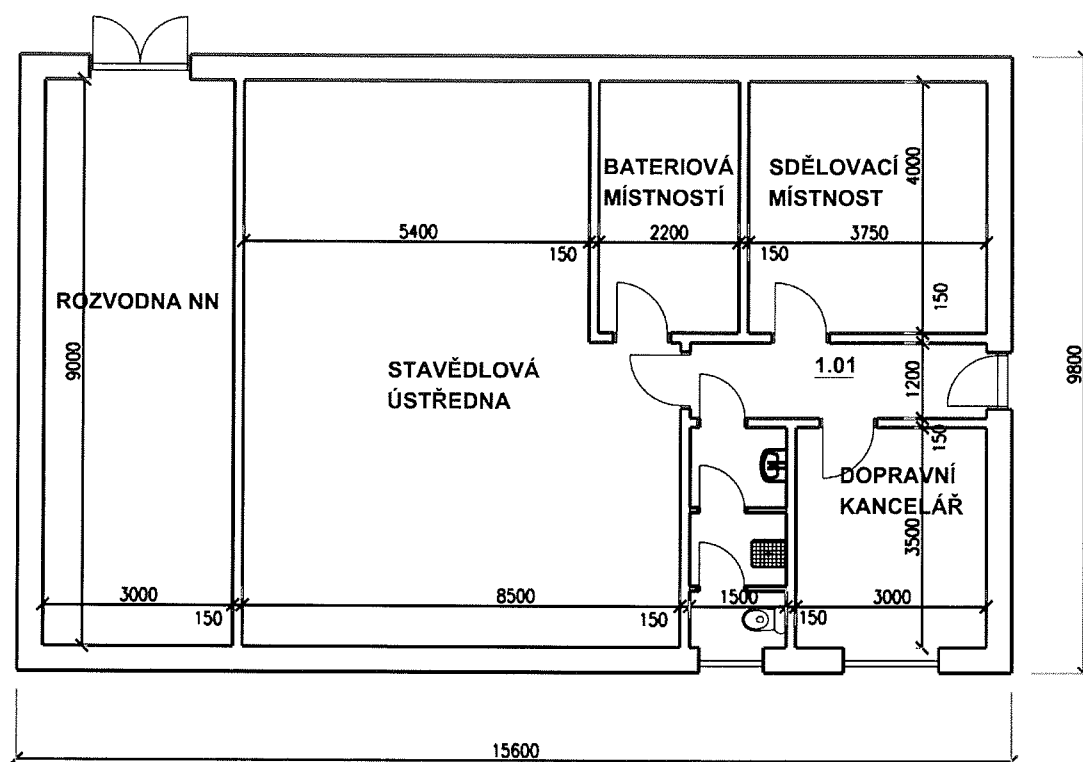 BATERIOVÁ
MÍSTNOSTÍ
SDĚLOVACÍ
MÍSTNOST
4000
5400
150
2200
150
3750
150
ROZVODNA NN
9000
STAVĚDLOVÁ
ÚSTŘEDNA
1.01
1200
9800
150
DOPRAVNÍ
KANCELÁŘ
3500
3000
150
8500
150
1500
150
3000
15600